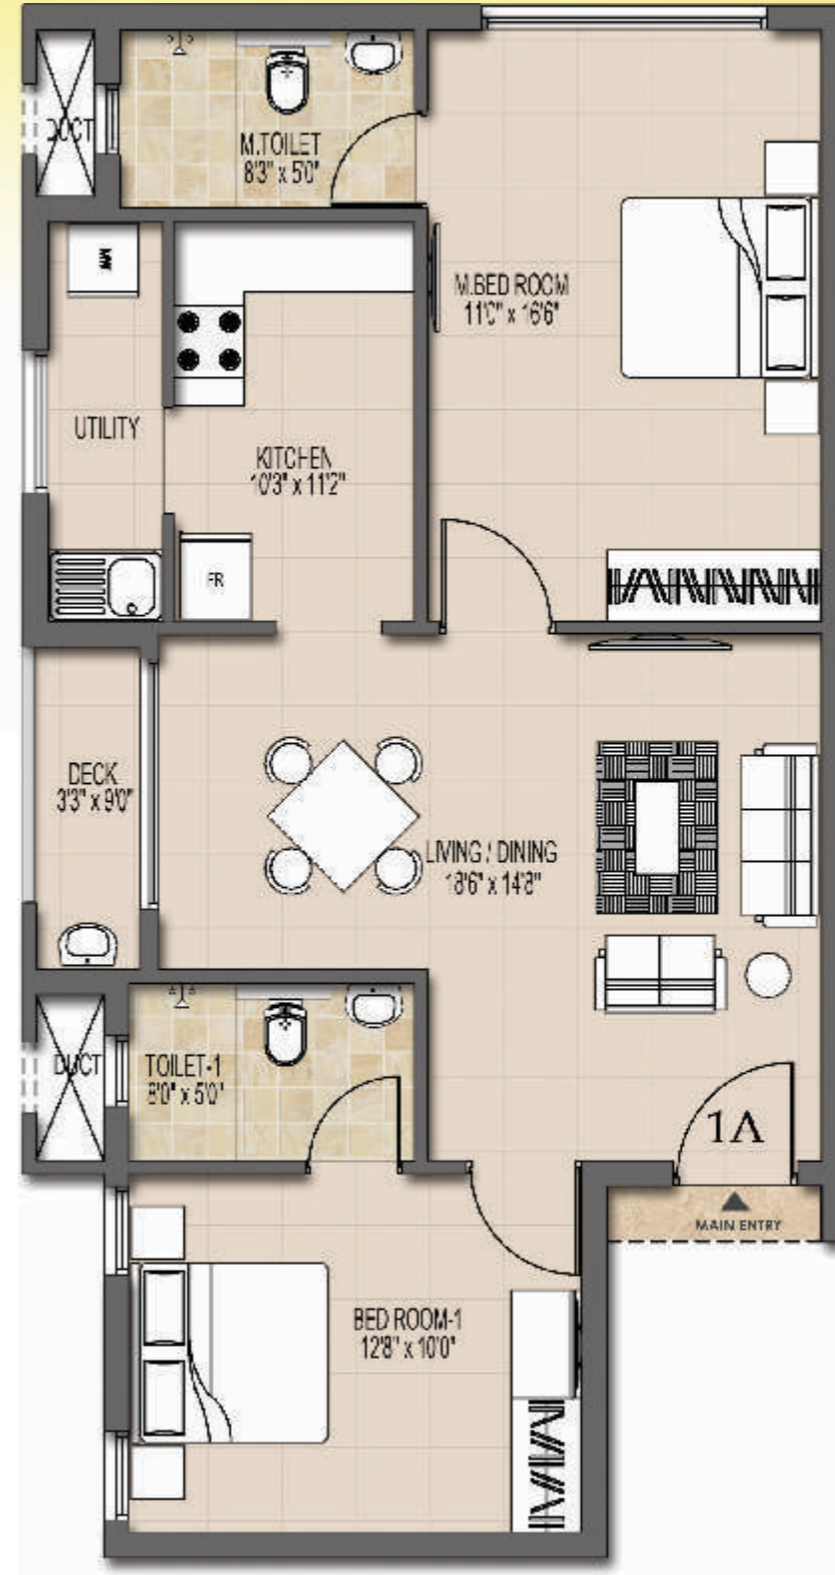 DUCT
M.TOILET
8'3" x 5'0"
MW
M.BED ROOM
11'0" x 16'6"
UTILITY
KITCHEN
10'3" x 11'2"
FR
DECK
3'3" x 9'0"
LIVING / DINING
18'6" x 14'8"
DUCT
TOILET-1
8'0" x 5'0"
1A
MAIN ENTRY
BED ROOM-1
12'8" x 10'0"